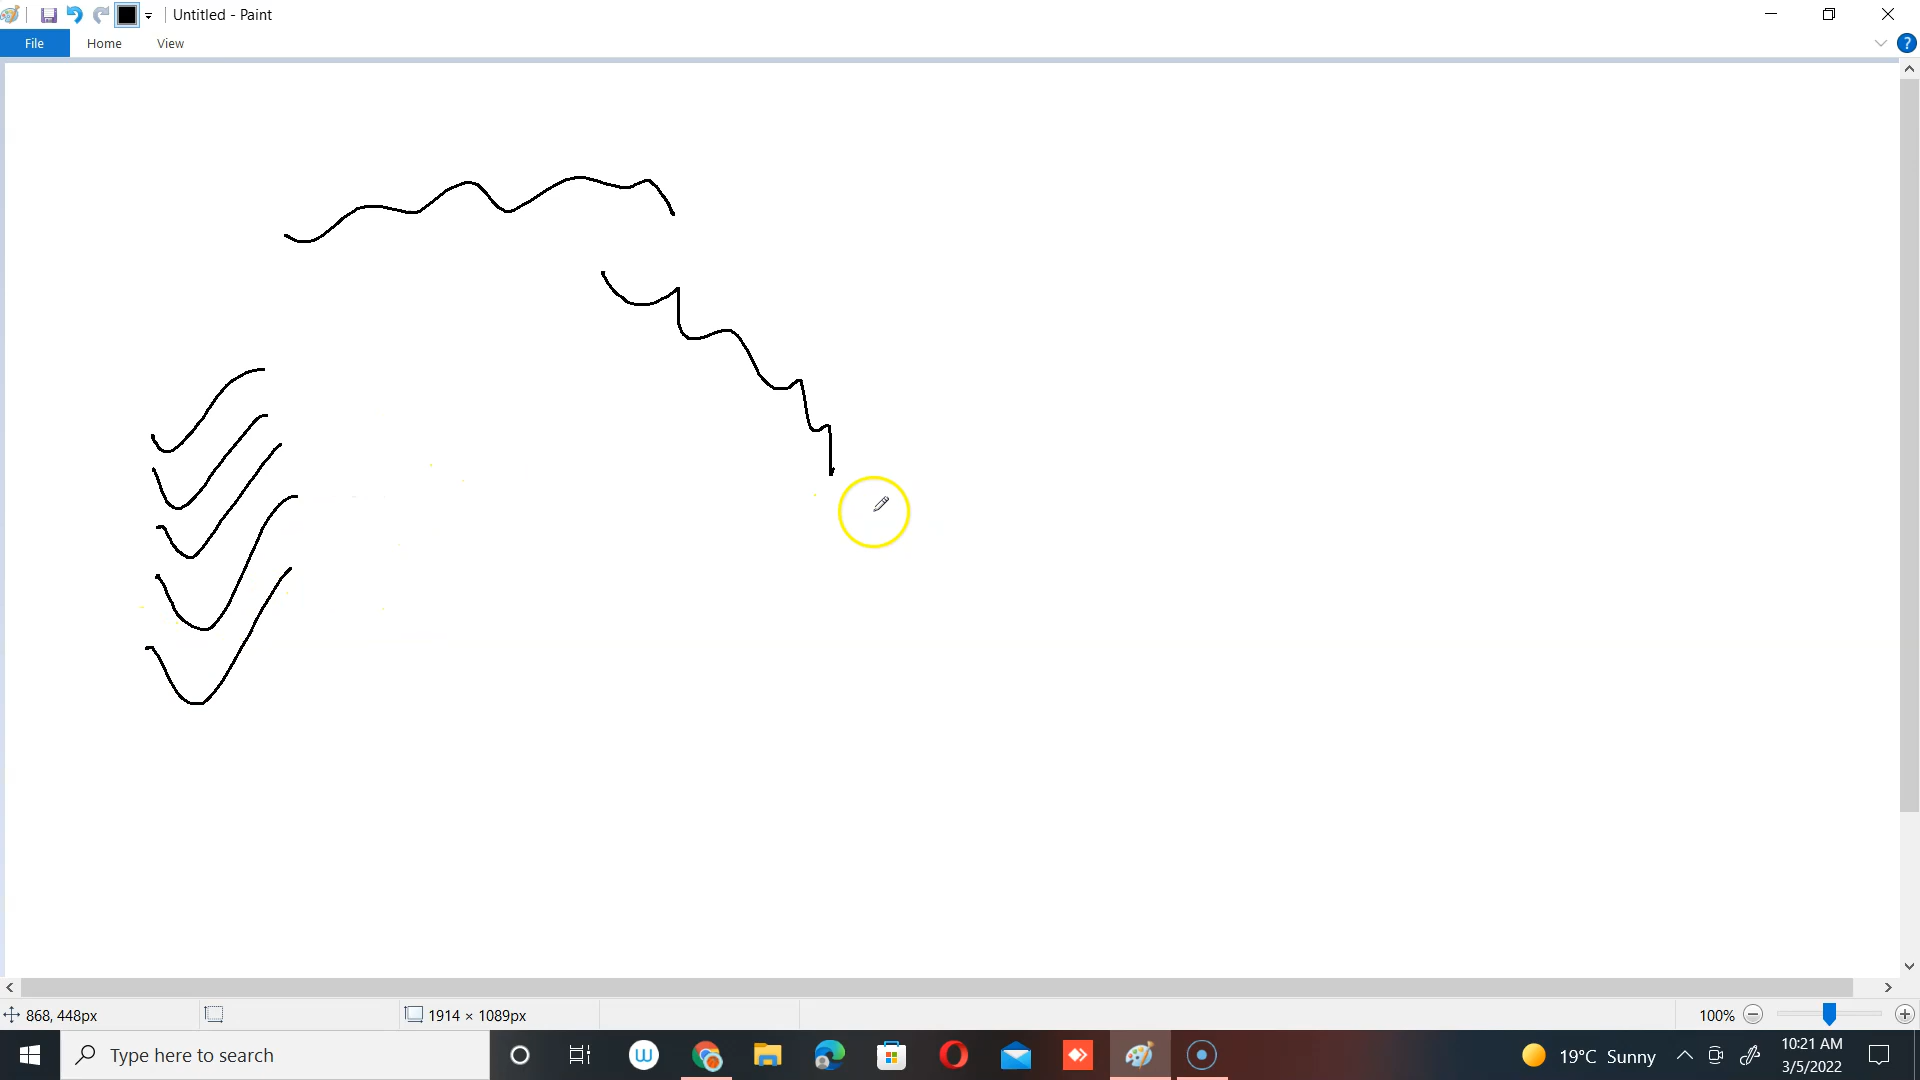 Untitled - Paint
File Home View
868, 448px 1914 × 1089px 100%
Type here to search
19°C Sunny
10:21 AM
3/5/2022